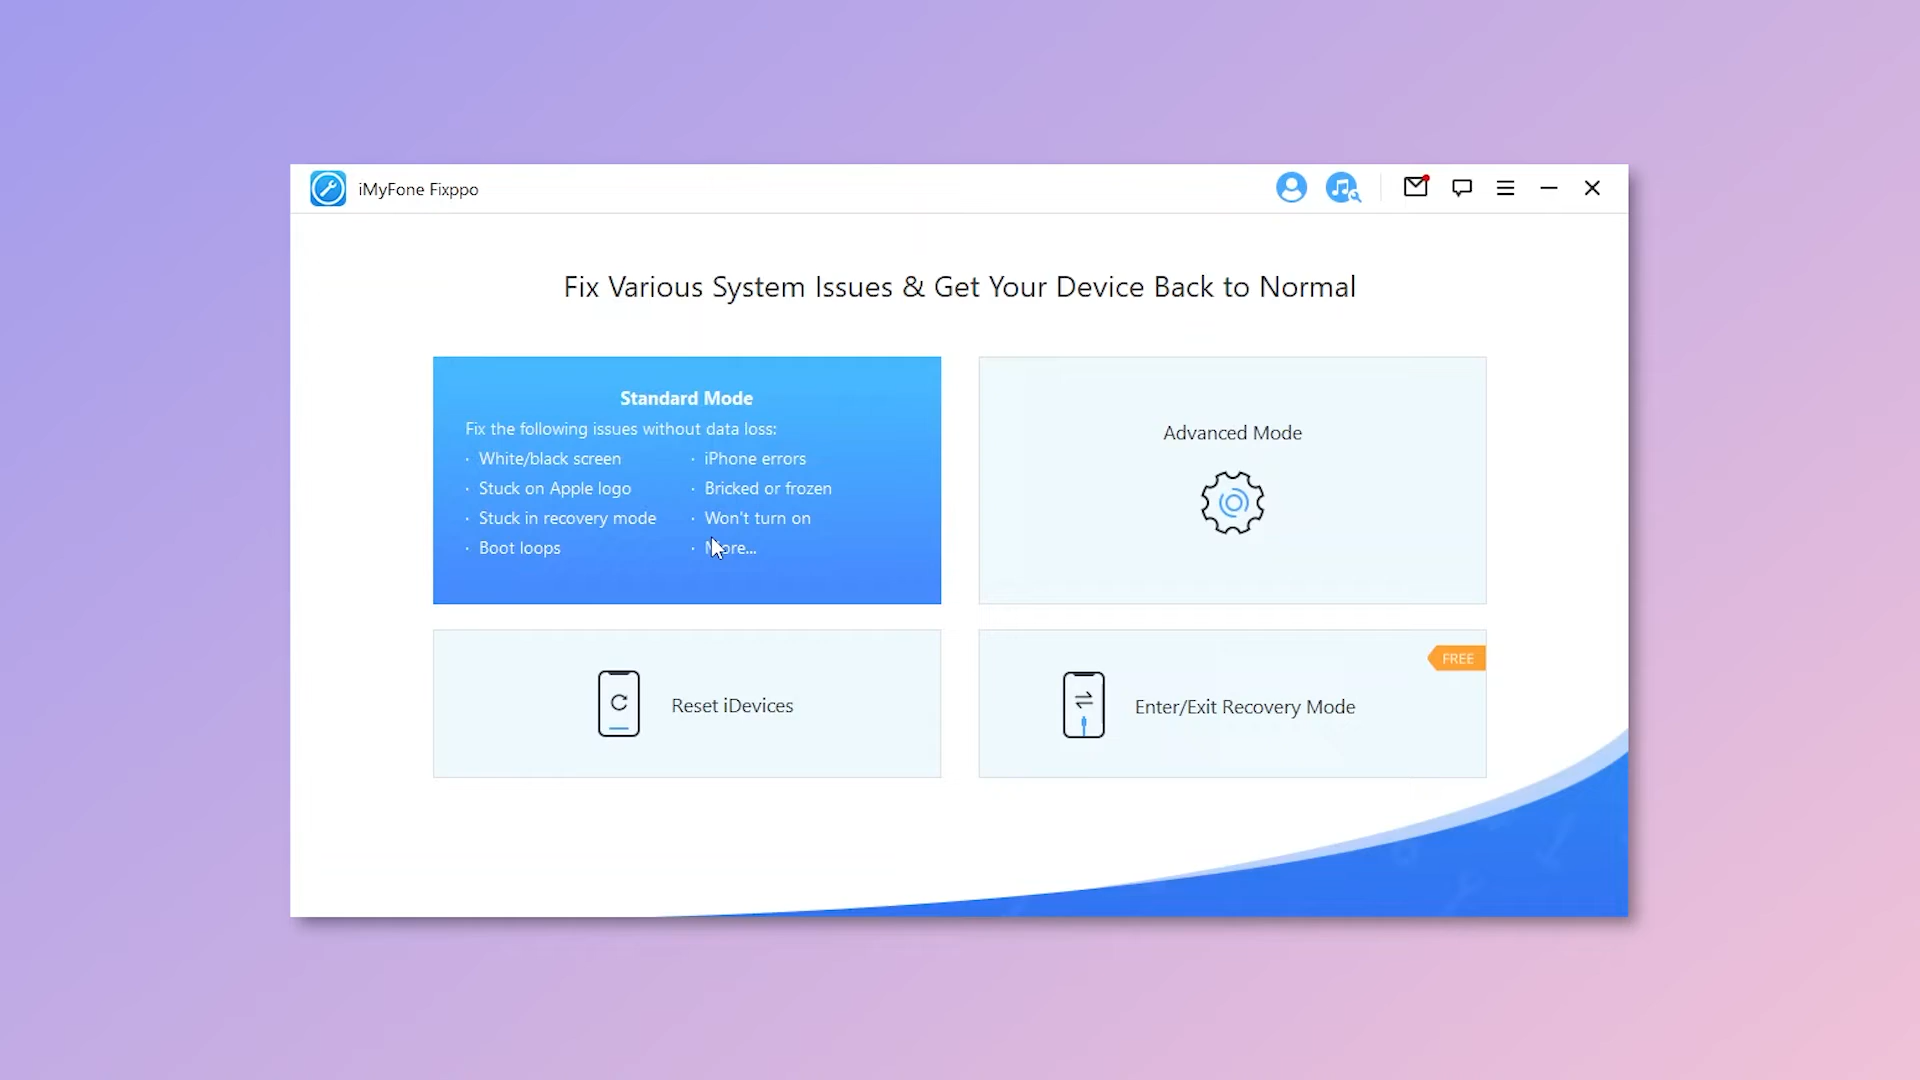 iMyFone Fixppo
Fix Various System Issues & Get Your Device Back to Normal
Standard Mode
Fix the following issues without data loss:
· White/black screen
· iPhone errors
· Stuck on Apple logo
· Bricked or frozen
· Stuck in recovery mode
· Won't turn on
· Boot loops
· More...
Advanced Mode
Reset iDevices
FREE
Enter/Exit Recovery Mode